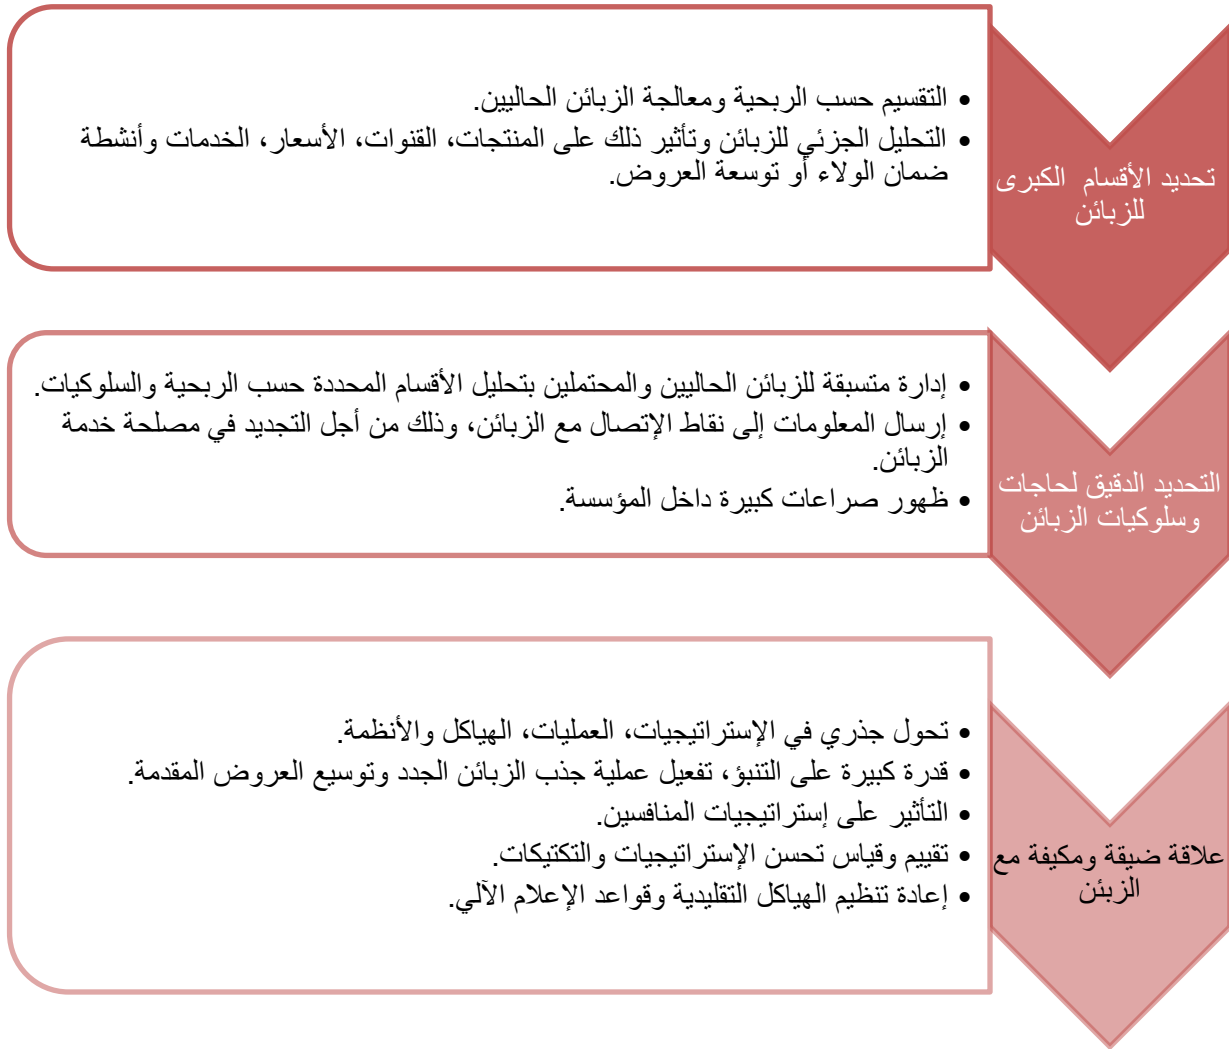 تحديد الأقسام الكبرى
للزبائن
• التقسيم حسب الربحية ومعالجة الزبائن الحاليين.
• التحليل الجزئي للزبائن وتأثير ذلك على المنتجات، القنوات، الأسعار، الخدمات وأنشطة
ضمان الولاء أو توسعة العروض.
التحديد الدقيق لحاجات
وسلوكيات الزبائن
• إدارة متسبقة للزبائن الحاليين والمحتملين بتحليل الأقسام المحددة حسب الربحية والسلوكيات.
• إرسال المعلومات إلى نقاط الإتصال مع الزبائن، وذلك من أجل التجديد في مصلحة خدمة
الزبائن.
• ظهور صراعات كبيرة داخل المؤسسة.
علاقة ضيقة ومكيفة مع
الزبئن
• تحول جذري في الإستراتيجيات، العمليات، الهياكل والأنظمة.
• قدرة كبيرة على التنبؤ، تفعيل عملية جذب الزبائن الجدد وتوسيع العروض المقدمة.
• التأثير على إستراتيجيات المنافسين.
• تقييم وقياس تحسن الإستراتيجيات والتكتيكات.
• إعادة تنظيم الهياكل التقليدية وقواعد الإعلام الآلي.